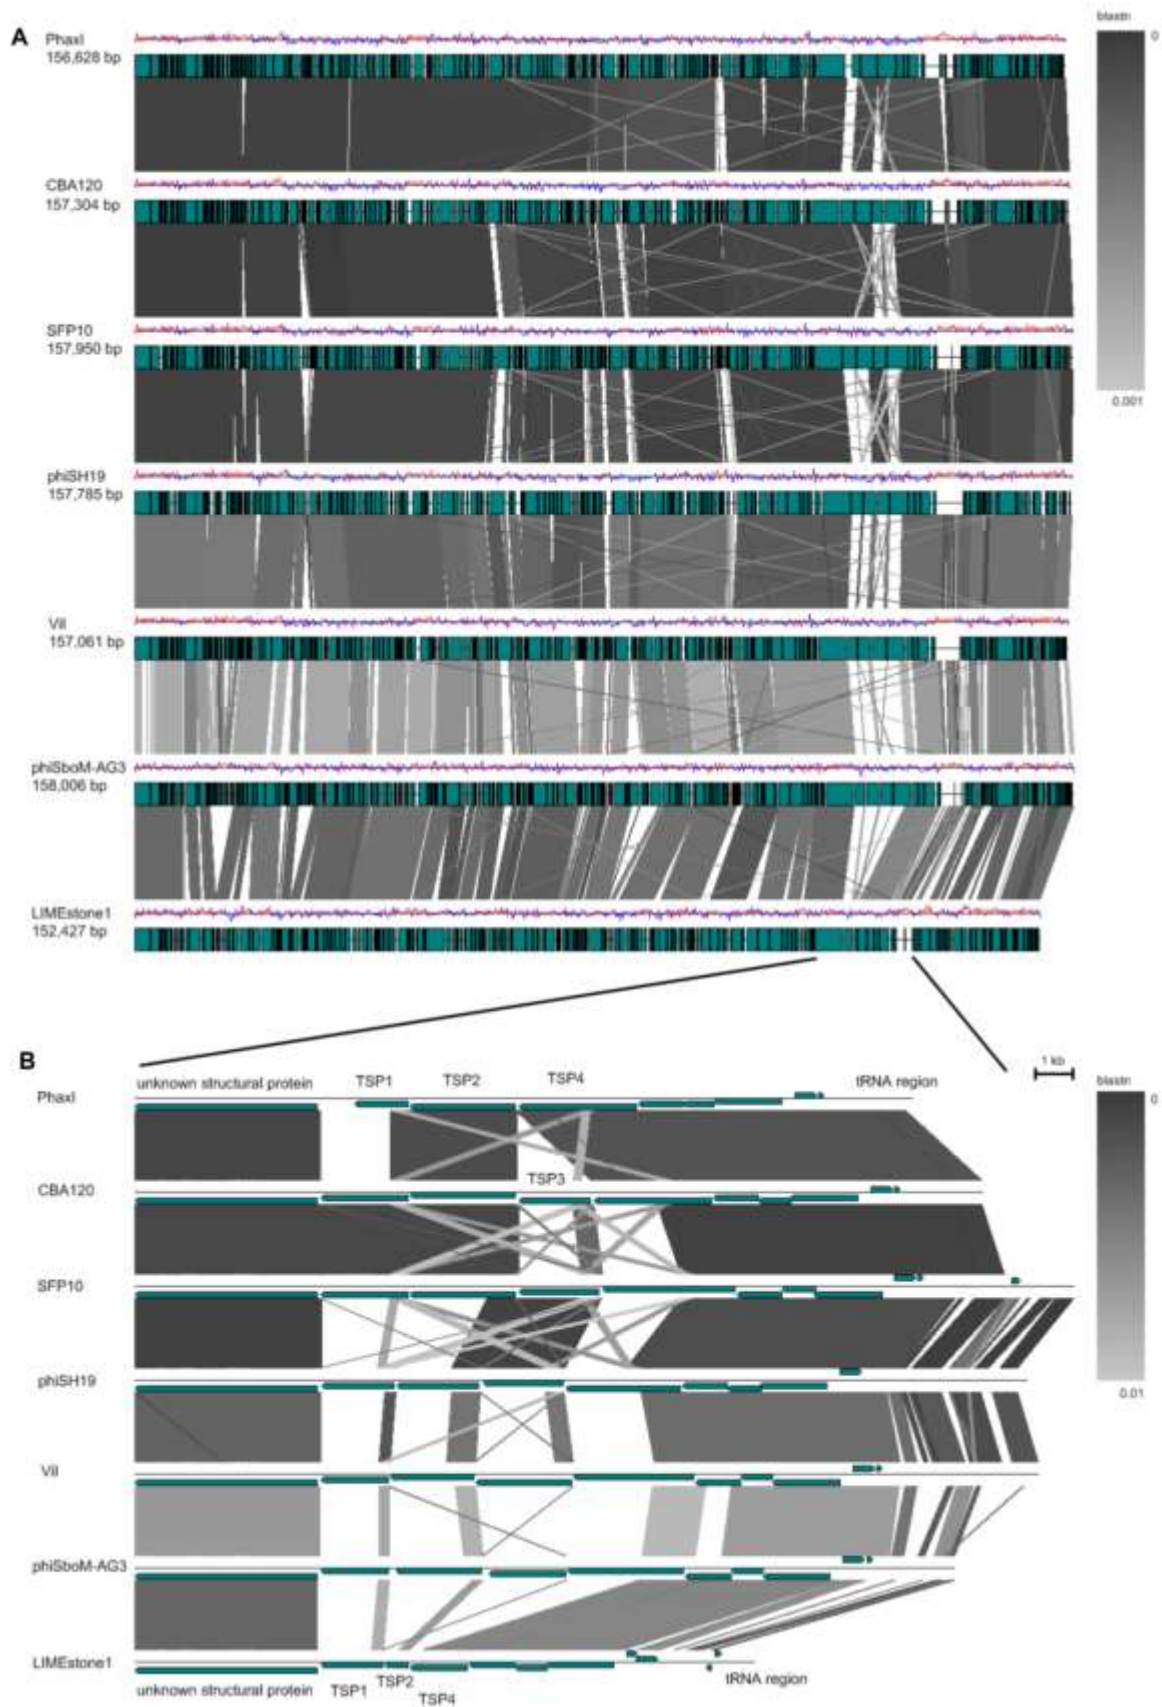 A
blastn
PhaxI
0
156,628 bp
CBA120
157,304 bp
SFP10
157,950 bp
0.001
phiSH19
157,785 bp
ViI
157,061 bp
phiSboM-AG3
158,006 bp
LIMEstone1
152,427 bp
B
1 kb
unknown structural protein TSP1 TSP2 TSP4 tRNA region
blastn
PhaxI
0
TSP3
CBA120
SFP10
phiSH19
0.01
ViI
phiSboM-AG3
LIMEstone1
unknown structural protein TSP1 TSP2 TSP4 tRNA region